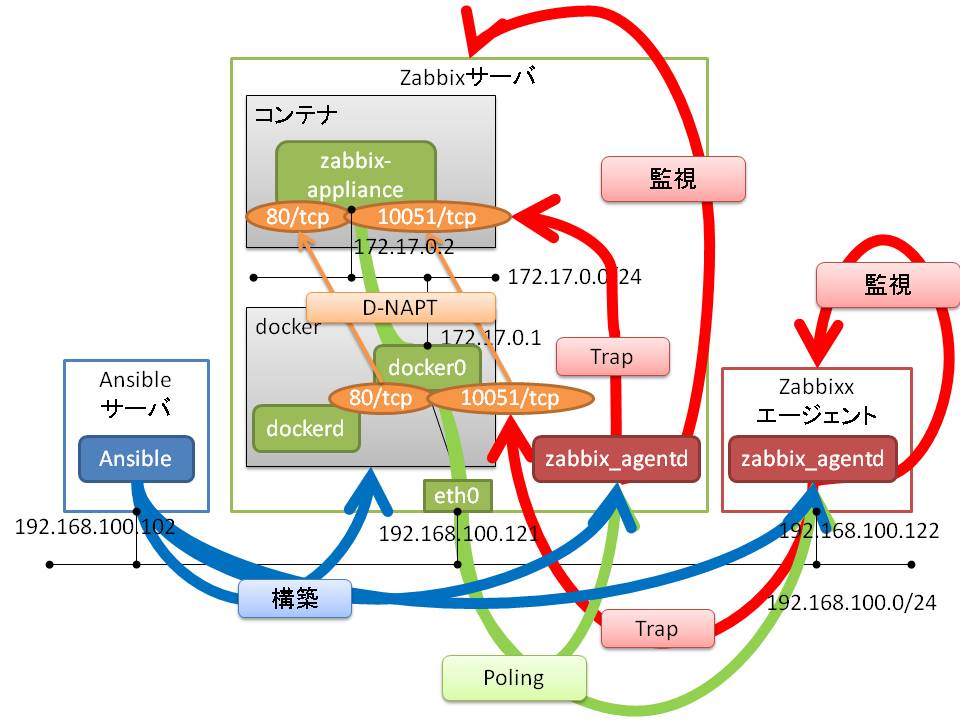 Zabbixサーバ
コンテナ
zabbix-
appliance
80/tcp
10051/tcp
172.17.0.2
172.17.0.0/24
D-NAPT
docker
172.17.0.1
docker0
80/tcp
10051/tcp
dockerd
eth0
監視
Trap
zabbix_agentd
監視
Zabbixx
エージェント
zabbix_agentd
Ansible
サーバ
Ansible
192.168.100.102
192.168.100.121
192.168.100.122
192.168.100.0/24
構築
Trap
Poling